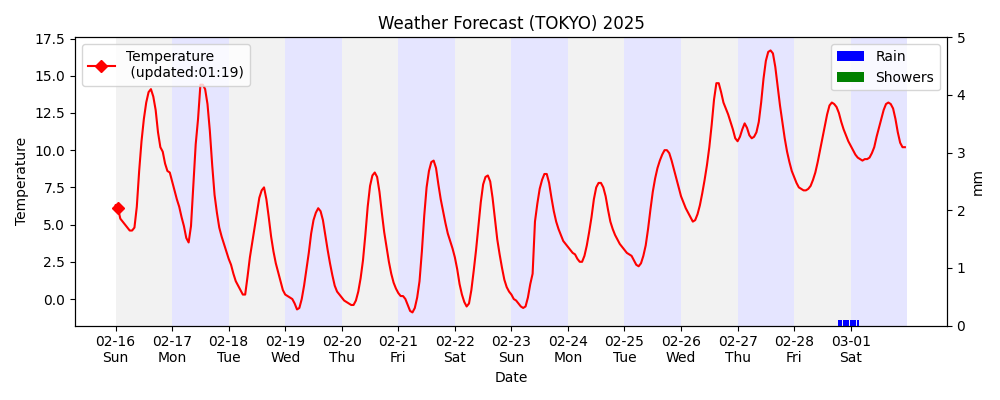 Weather Forecast (TOKYO) 2025
Temperature
(updated:01:19)
Rain
Showers
17.5
15.0
12.5
10.0
7.5
5.0
2.5
0.0
Temperature
5
4
3
2
1
0
mm
02-16 02-17 02-18 02-19 02-20 02-21 02-22 02-23 02-24 02-25 02-26 02-27 02-28 03-01
Sun Mon Tue Wed Thu Fri Sat Sun Mon Tue Wed Thu Fri Sat
Date